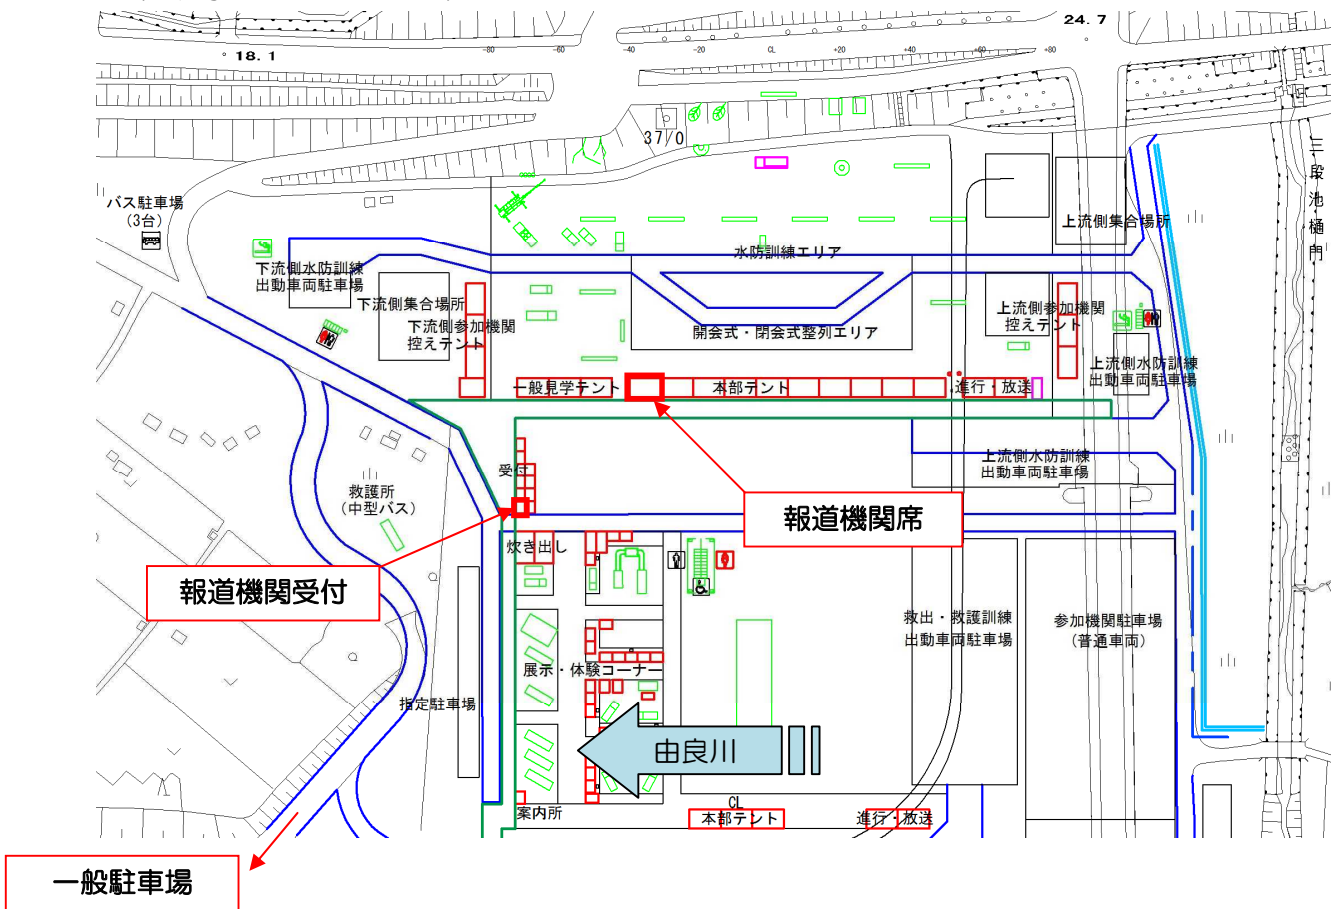 24.7
18.1
-80
-60
-40
-20
CL
+20
+40
+60
+80
37/0
三段池樋門
バス駐車場
(3台)
上流側集合場所
水防訓練エリア
下流側水防訓練
出動車両駐車場
下流側集合場所
下流側参加機関
控えテント
開会式・閉会式整列エリア
上流側参加機関
控えテント
上流側水防訓練
出動車両駐車場
一般見学テント
本部テント
進行・放送
受付
上流側水防訓練
出動車両駐車場
救護所
(中型バス)
報道機関席
炊き出し
報道機関受付
救出・救護訓練
出動車両駐車場
参加機関駐車場
(普通車両)
展示・体験コーナー
指定駐車場
由良川
案内所
CL
本部テント
進行・放送
一般駐車場